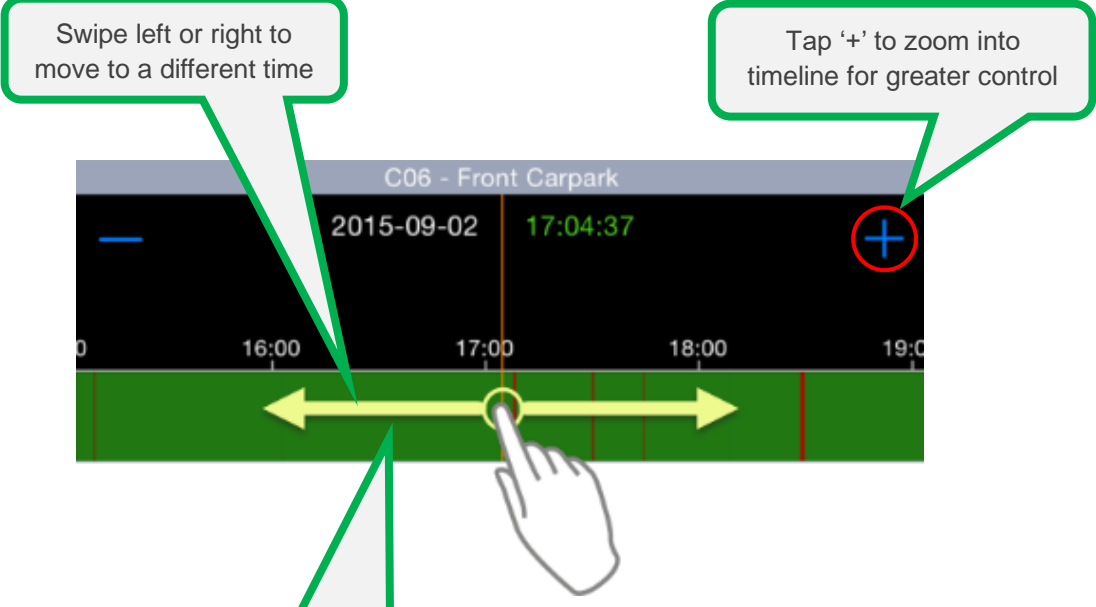 Swipe left or right to
move to a different time
Tap ‘+’ to zoom into
timeline for greater control
C06 - Front Carpark
2015-09-02 17:04:37
16:00 17:00 18:00